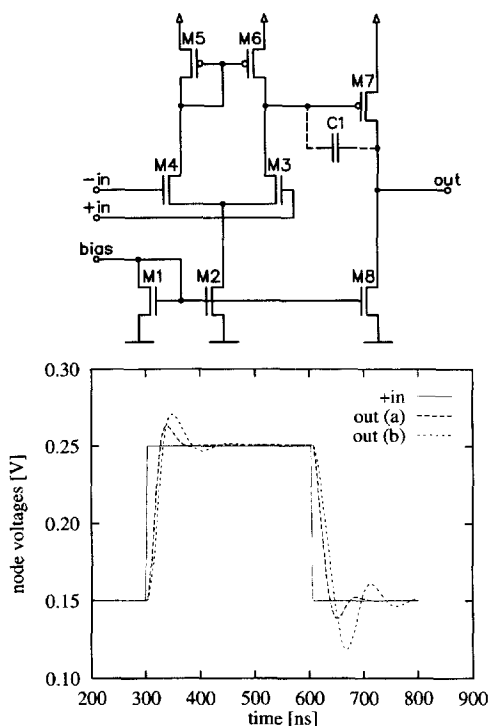 M5 M6
M7
C1
M4 M3
−in
+in
out
bias
M1 M2 M8
0.30
+in
out (a)
out (b)
0.25
0.20
0.15
0.10
node voltages [V]
200 300 400 500 600 700 800 900
time [ns]